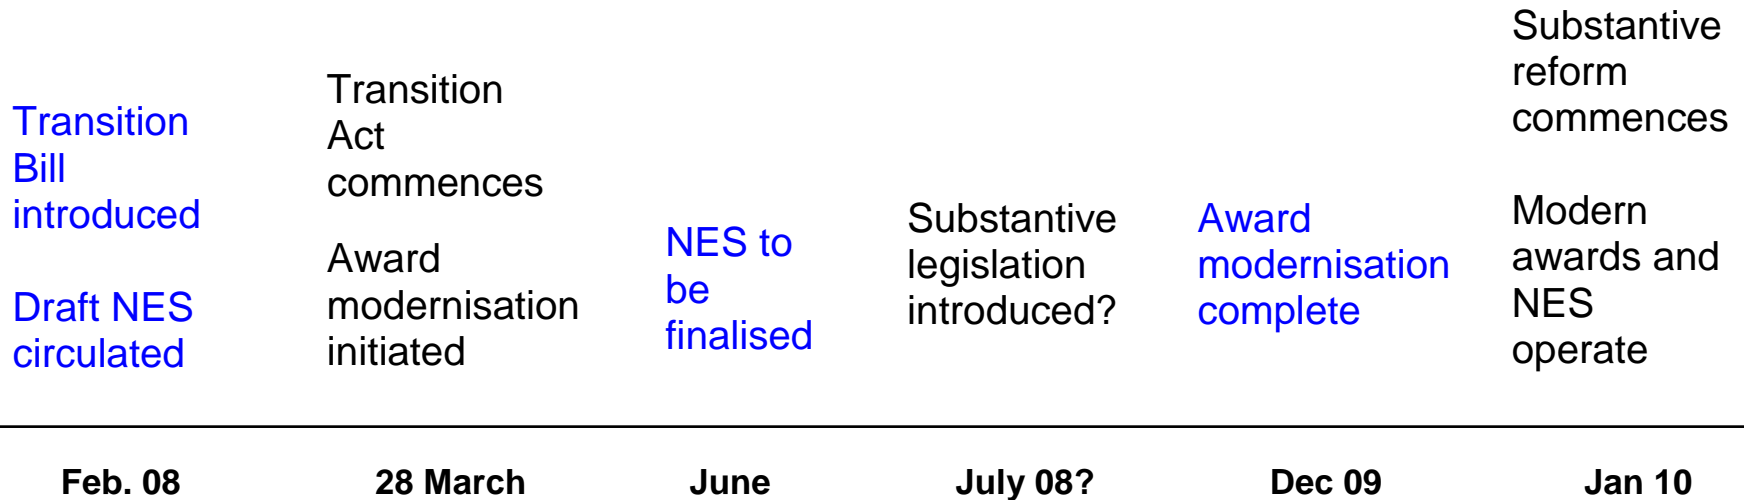 Transition
Bill
introduced
Draft NES
circulated
Transition
Act
commences
Award
modernisation
initiated
NES to
be
finalised
Substantive
legislation
introduced?
Award
modernisation
complete
Substantive
reform
commences
Modern
awards and
NES
operate
Feb. 08
28 March
June
July 08?
Dec 09
Jan 10